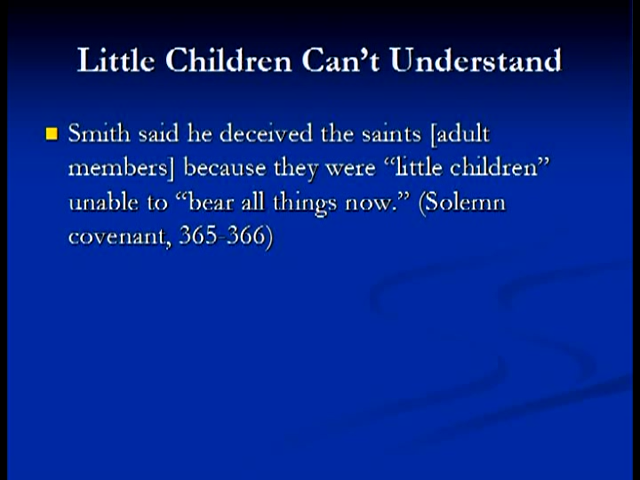 Little Children Can't Understand
Smith said he deceived the saints [adult
members] because they were “little children”
unable to “bear all things now.” (Solemn
covenant, 365-366)